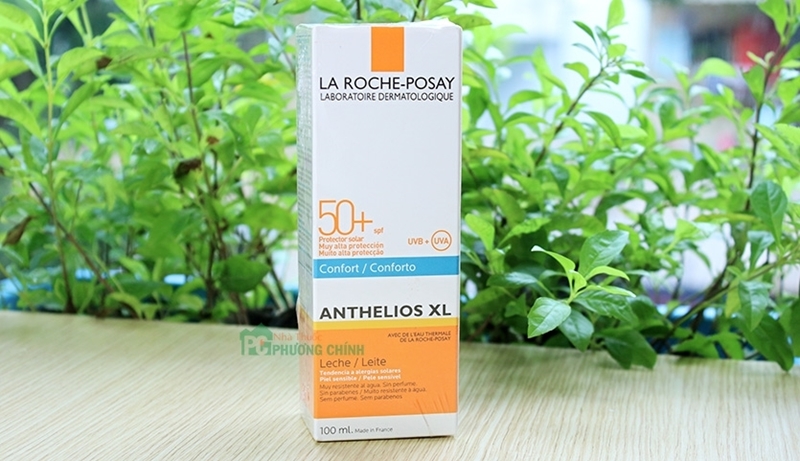 LA ROCHE-POSAY
LABORATOIRE DERMATOLOGIQUE
50+ spf
Protector solar
Muy alta protección
Muito alta protecção
UVB + UVA
Confort / Conforto
ANTHELIOS XL
AVEC DE L'EAU THERMALE
DE LA ROCHE-POSAY
Nhà thuốc
PHƯƠNG CHÍNH
Leche / Leite
Tendencia a alergias solares
Piel sensible / Pele sensível
Muy resistente al agua. Sin perfume.
Sin parabenes / Muito resistente à água.
Sem perfume. Sem parabenos.
100 ml. Made in France